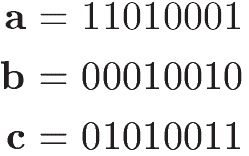 a = 11010001
b = 00010010
c = 01010011